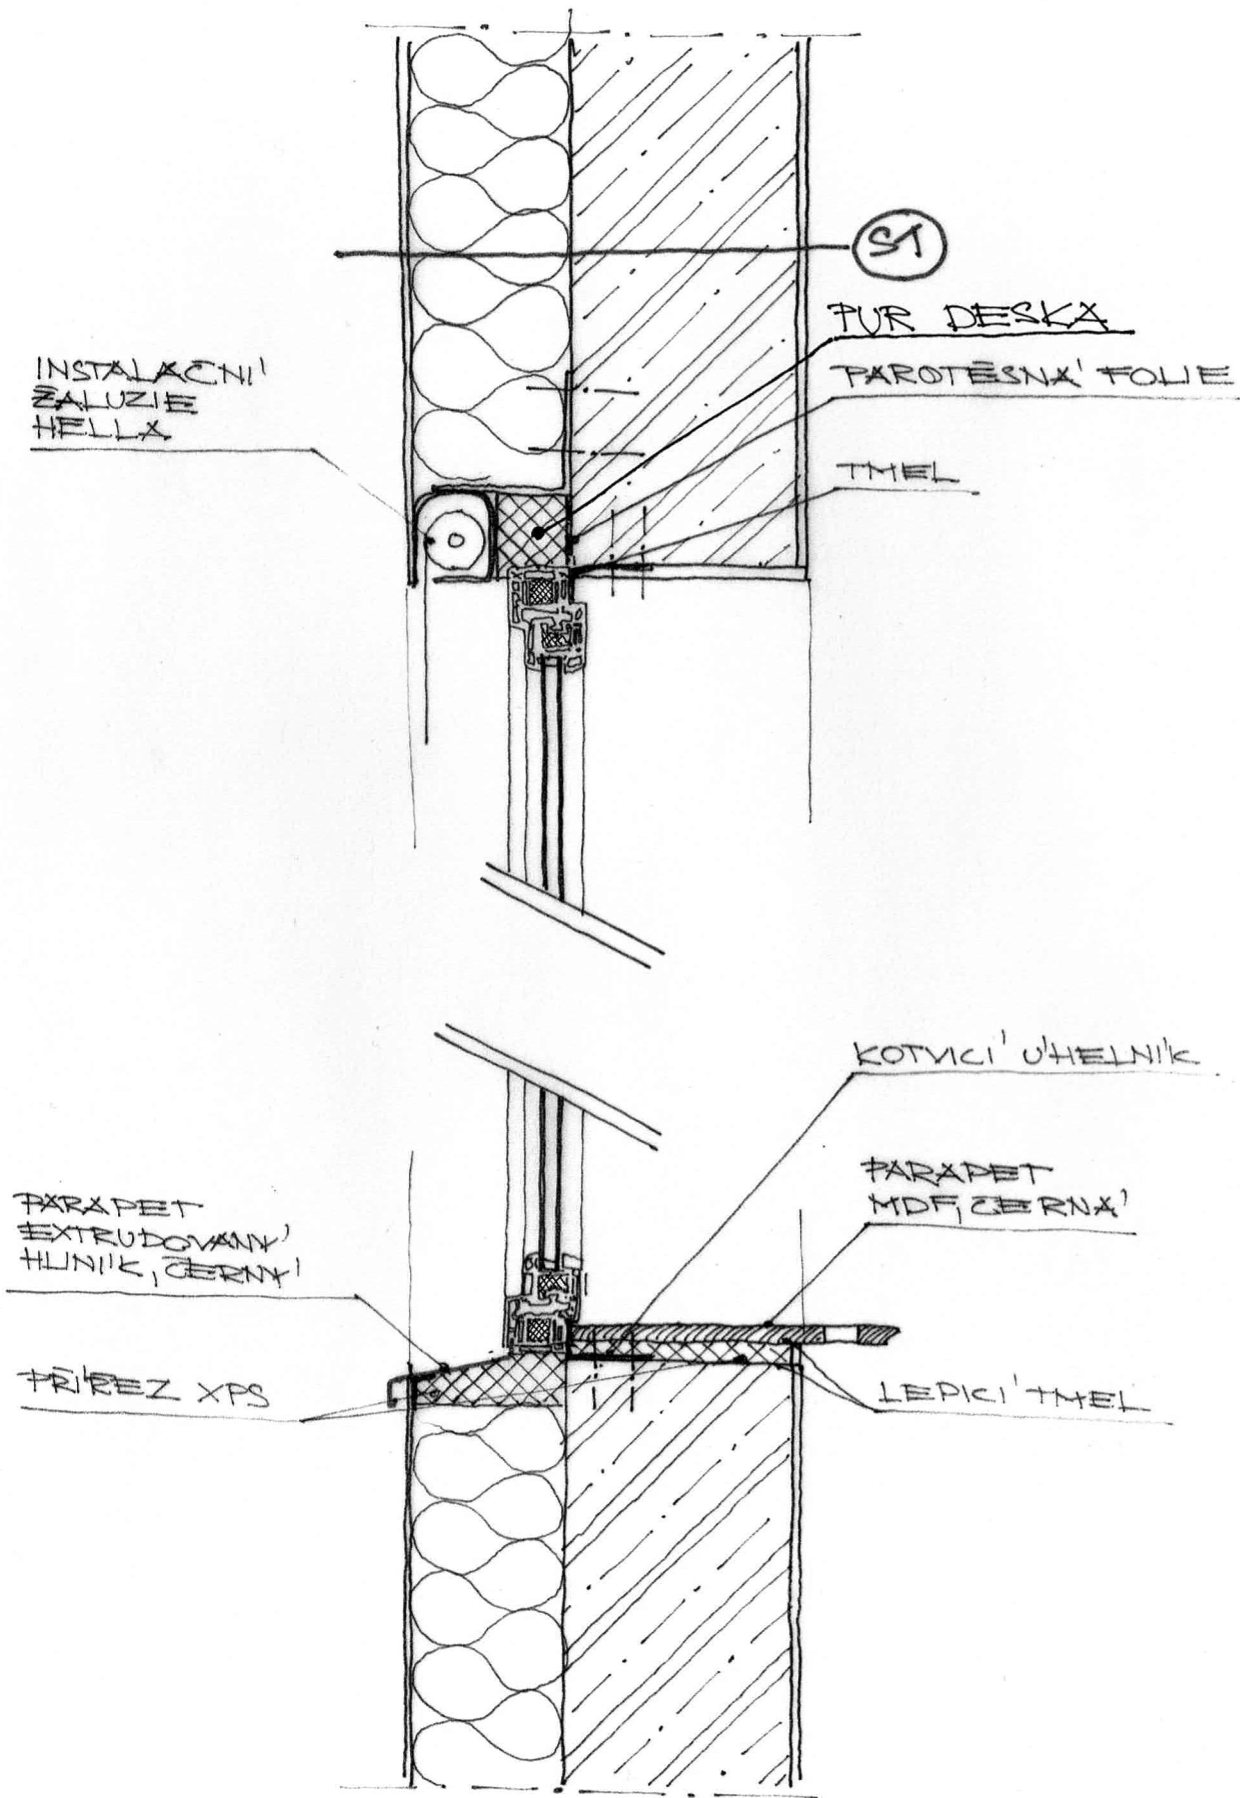 S1
PUR DESKA
PAROTĚSNÁ FOLIE
INSTALAČNÍ
ŽALUZIE
HELLA
TMEL
KOTVICÍ ÚHELNÍK
PARAPET
MDF, ČERNÁ
PARAPET
EXTRUDOVANÝ
HLINÍK, ČERNÝ
PŘÍŘEZ XPS
LEPICÍ TMEL